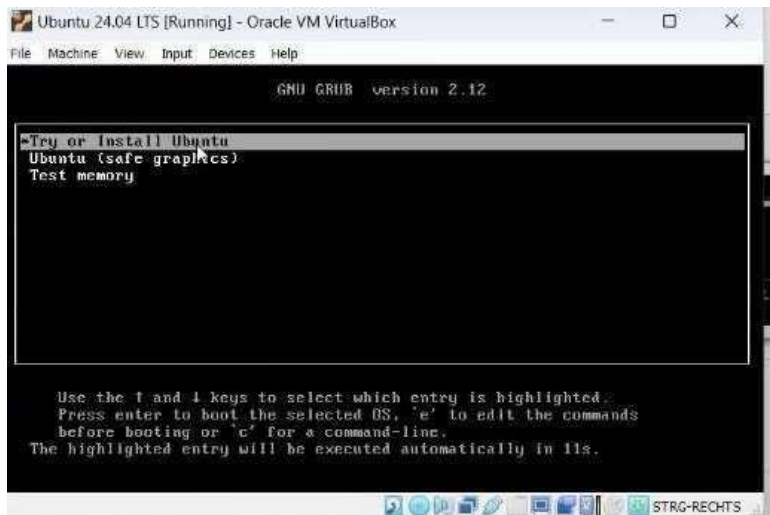 Ubuntu 24.04 LTS [Running] - Oracle VM VirtualBox
File Machine View Input Devices Help
GNU GRUB version 2.12
*Try or Install Ubuntu
Ubuntu (safe graphics)
Test memory
Use the ↑ and ↓ keys to select which entry is highlighted.
Press enter to boot the selected OS, `e' to edit the commands
before booting or `c' for a command-line.
The highlighted entry will be executed automatically in 11s.
STRG-RECHTS